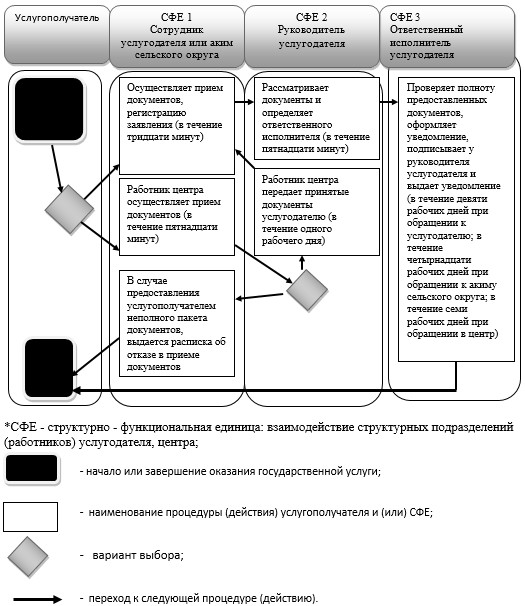 Услугополучатель
СФЕ 1
Сотрудник
услугодателя или аким
сельского округа
СФЕ 2
Руководитель
услугодателя
СФЕ 3
Ответственный
исполнитель
услугодателя
Осуществляет прием
документов,
регистрацию
заявления (в течение
тридцати минут)
Рассматривает
документы и
определяет
ответственного
исполнителя (в течение
пятнадцати минут)
Проверяет полноту
предоставленных
документов,
оформляет
уведомление,
подписывает у
руководителя
услугодателя и
выдает уведомление
(в течение девяти
рабочих дней при
обращении к
услугодателю; в
течение
четырнадцати
рабочих дней при
обращении к акиму
сельского округа; в
течение семи
рабочих дней при
обращении в центр)
Работник центра
осуществляет прием
документов (в
течение пятнадцати
минут)
Работник центра
передает принятые
документы
услугодателю (в
течение одного
рабочего дня)
В случае
предоставления
услугополучателем
неполного пакета
документов,
выдается расписка об
отказе в приеме
документов
*СФЕ - структурно - функциональная единица: взаимодействие структурных подразделений
(работников) услугодателя, центра;
- начало или завершение оказания государственной услуги;
- наименование процедуры (действия) услугополучателя и (или) СФЕ;
- вариант выбора;
- переход к следующей процедуре (действию).